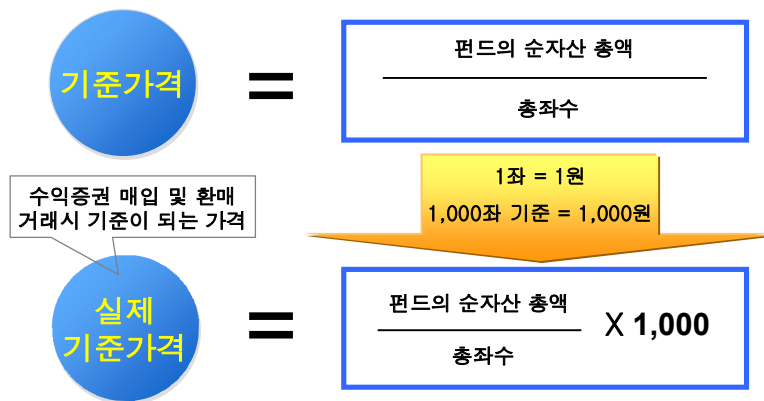 기준가격
=
펀드의 순자산 총액
총좌수
1좌 = 1원
1,000좌 기준 = 1,000원
수익증권 매입 및 환매
거래시 기준이 되는 가격
실제
기준가격
=
펀드의 순자산 총액
총좌수
X 1,000